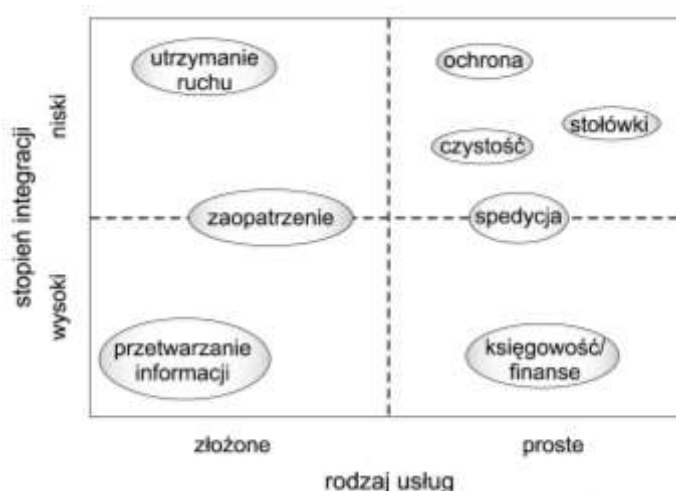 utrzymanie
ruchu
ochrona
stołówki
czystość
zaopatrzenie
spedycja
przetwarzanie
informacji
księgowość/
finanse
stopień integracji
niski
wysoki
złożone
proste
rodzaj usług